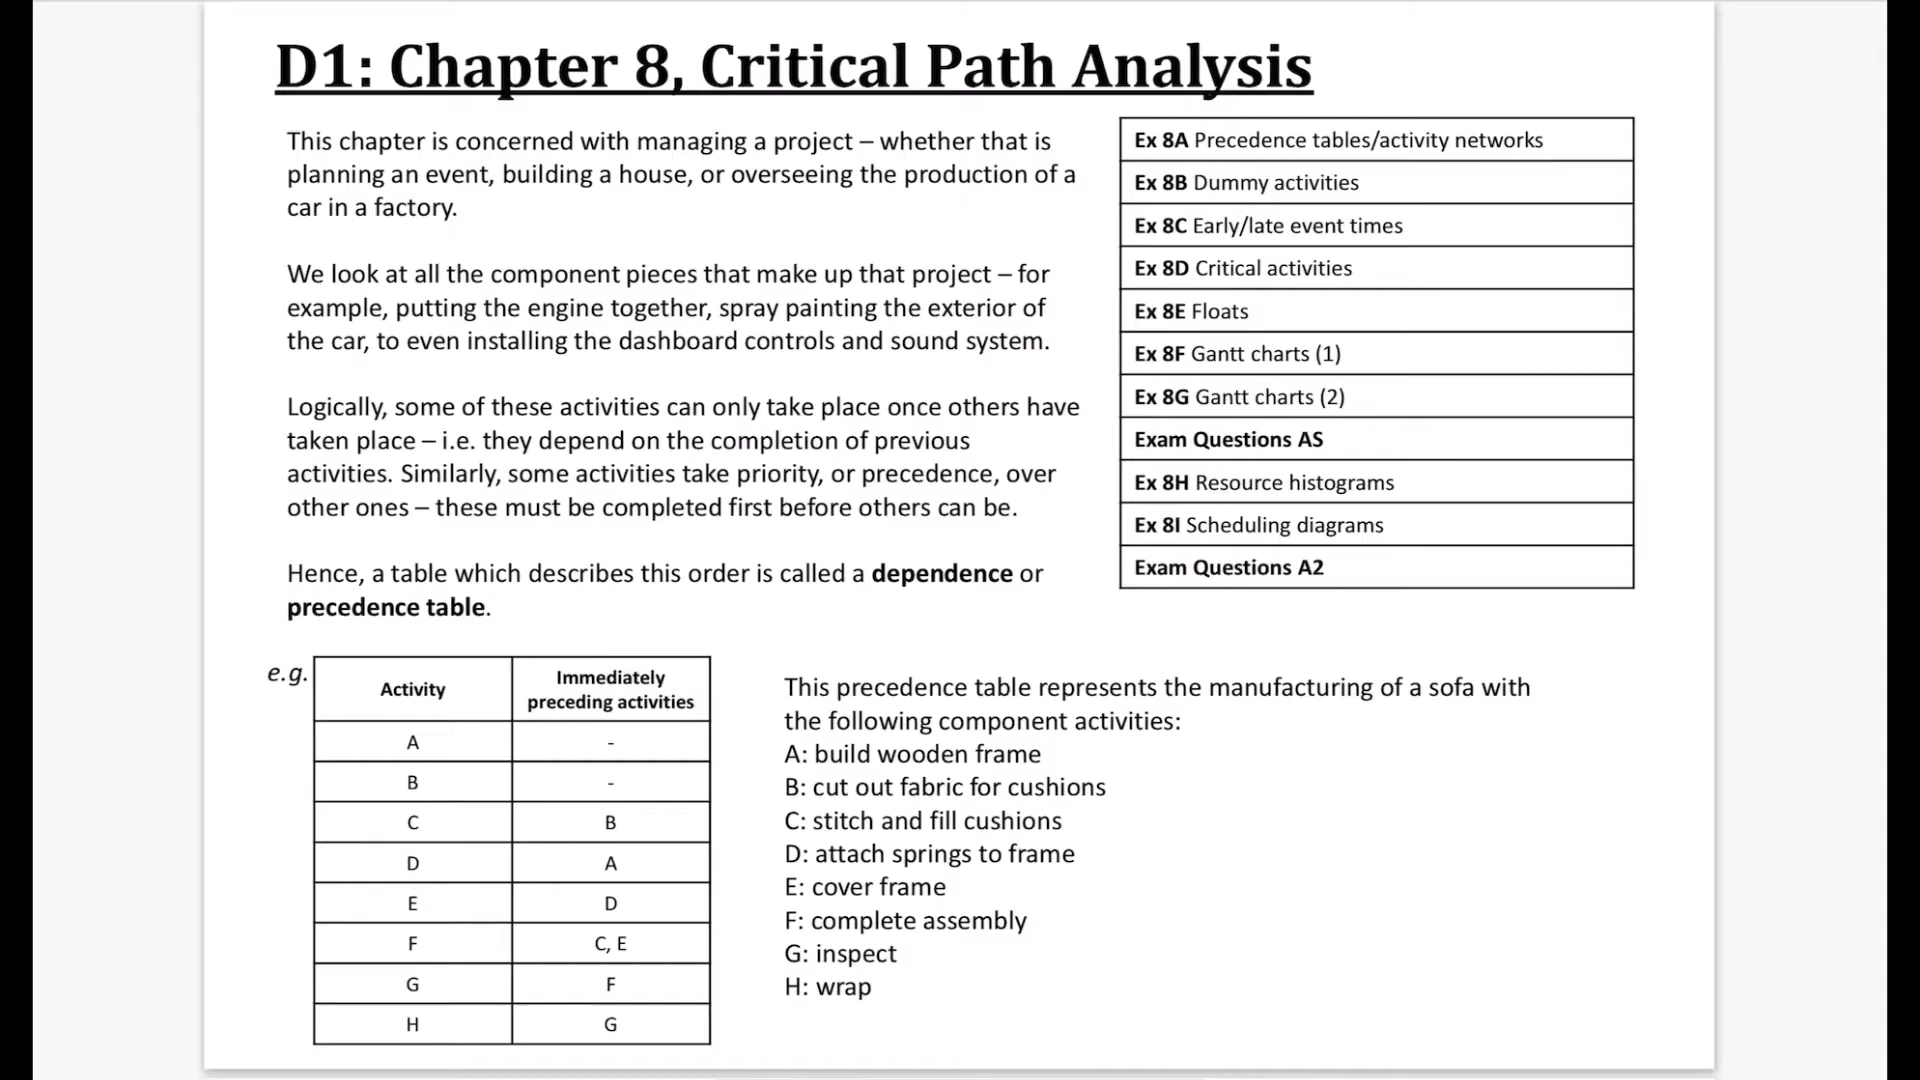 D1: Chapter 8, Critical Path Analysis
This chapter is concerned with managing a project – whether that is
planning an event, building a house, or overseeing the production of a
car in a factory.
We look at all the component pieces that make up that project – for
example, putting the engine together, spray painting the exterior of
the car, to even installing the dashboard controls and sound system.
Logically, some of these activities can only take place once others have
taken place – i.e. they depend on the completion of previous
activities. Similarly, some activities take priority, or precedence, over
other ones – these must be completed first before others can be.
Hence, a table which describes this order is called a dependence or
precedence table.
Ex 8A Precedence tables/activity networks
Ex 8B Dummy activities
Ex 8C Early/late event times
Ex 8D Critical activities
Ex 8E Floats
Ex 8F Gantt charts (1)
Ex 8G Gantt charts (2)
Exam Questions AS
Ex 8H Resource histograms
Ex 8I Scheduling diagrams
Exam Questions A2
e.g.
Activity
Immediately
preceding activities
A -
B -
C B
D A
E D
F C, E
G F
H G
This precedence table represents the manufacturing of a sofa with
the following component activities:
A: build wooden frame
B: cut out fabric for cushions
C: stitch and fill cushions
D: attach springs to frame
E: cover frame
F: complete assembly
G: inspect
H: wrap